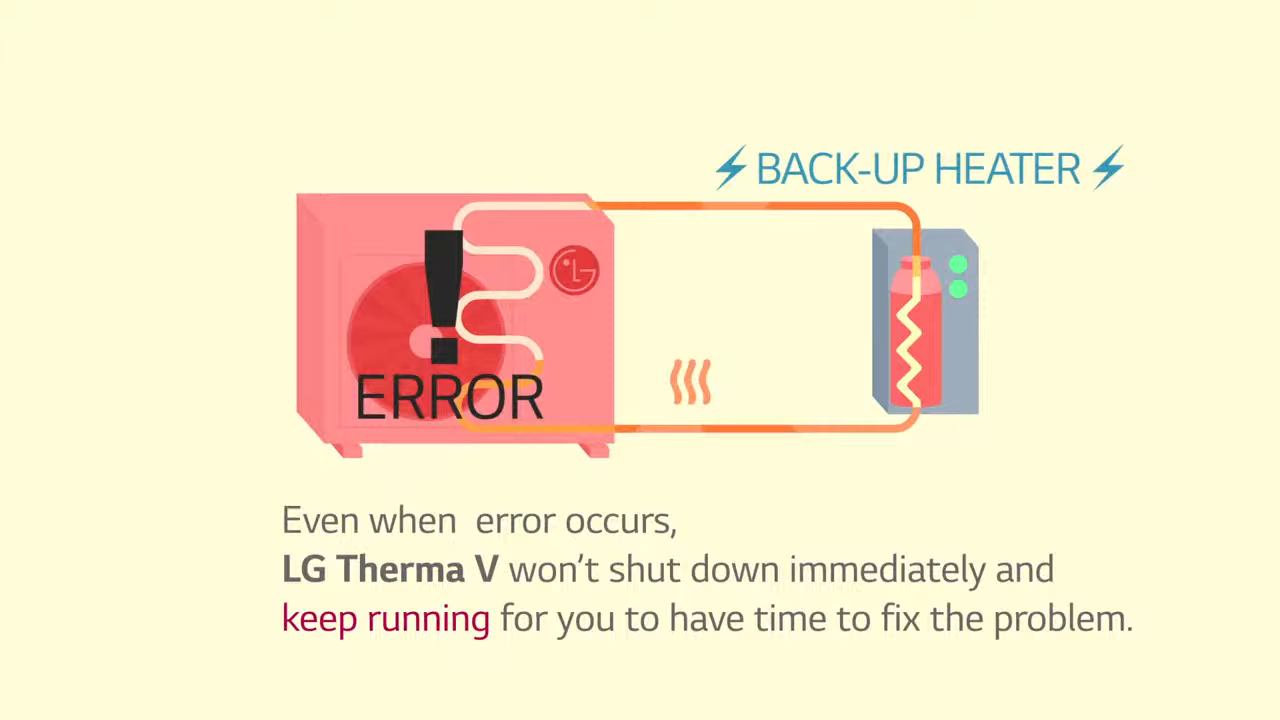 BACK-UP HEATER
LG
ERROR
Even when error occurs,
LG Therma V won't shut down immediately and
keep running for you to have time to fix the problem.